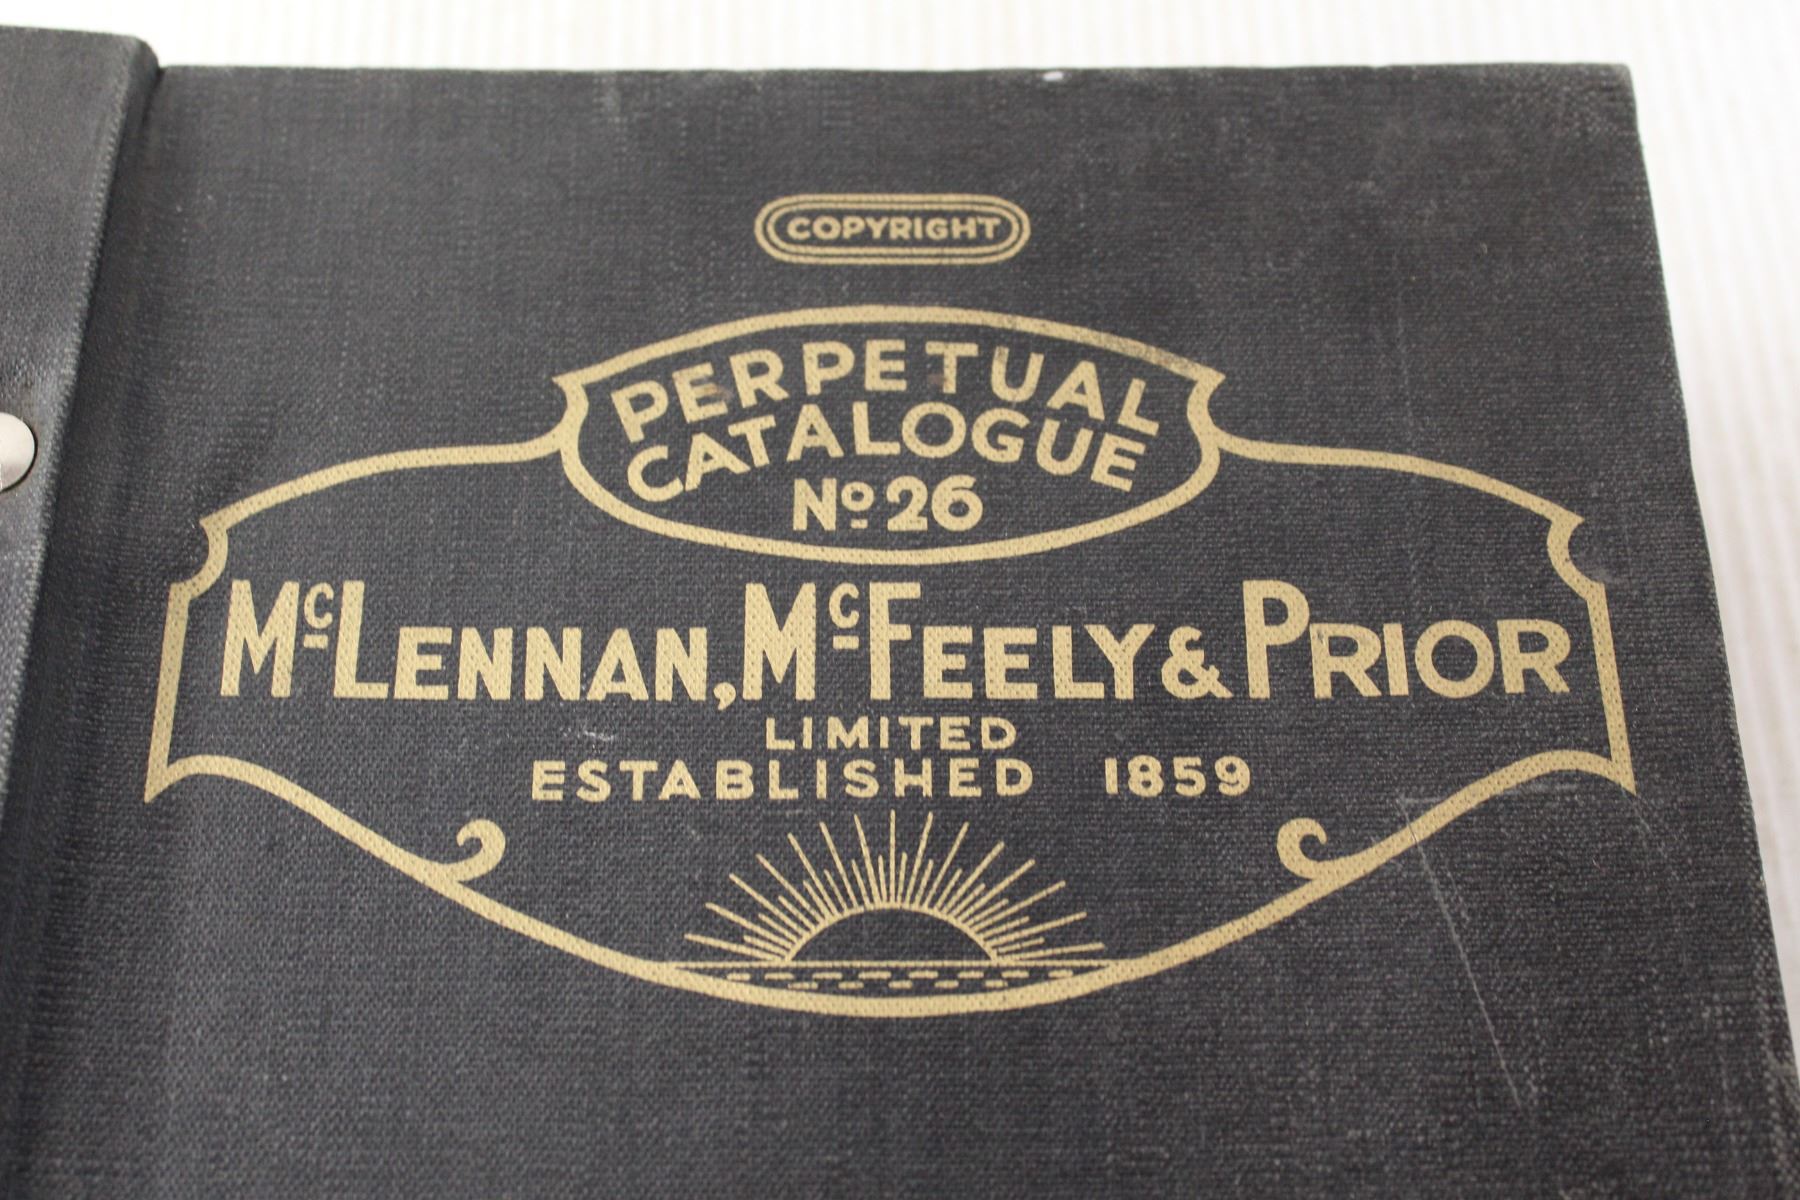 COPYRIGHT
PERPETUAL
CATALOGUE
No 26
McLENNAN, McFEELY & PRIOR
LIMITED
ESTABLISHED 1859